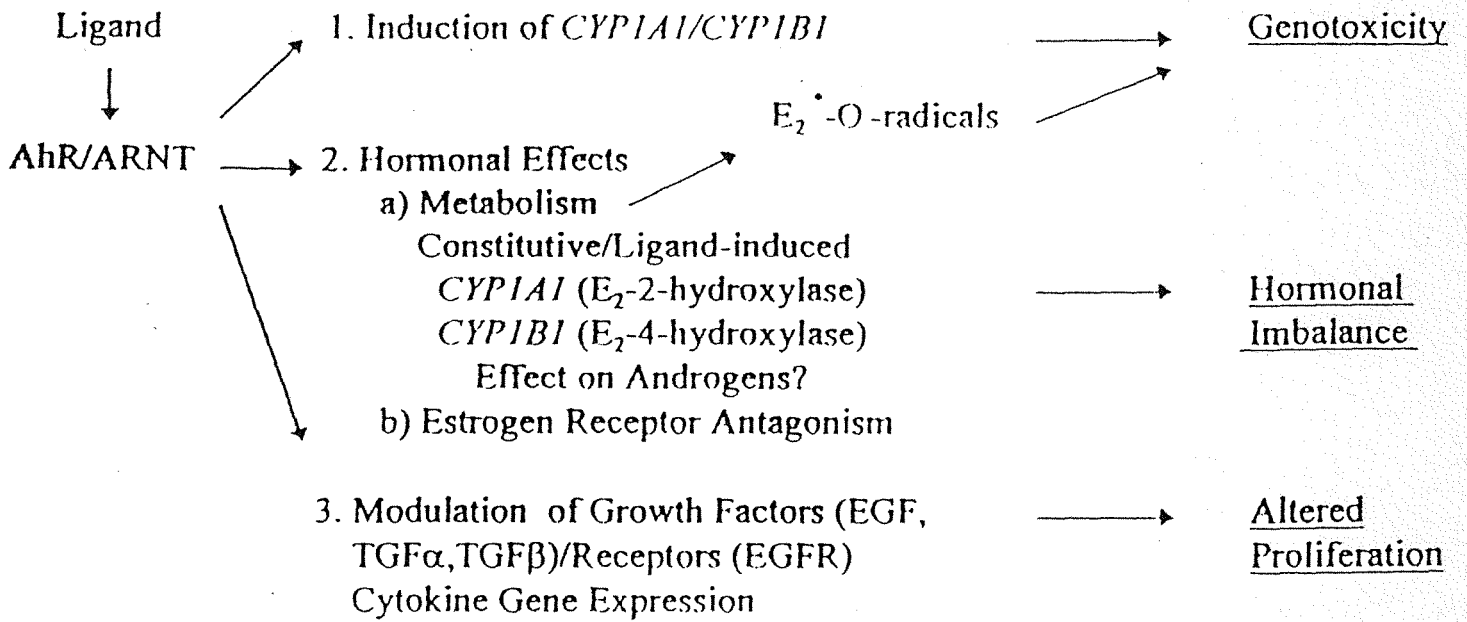 Ligand
1. Induction of CYP1A1/CYP1B1
Genotoxicity
E₂˙-O-radicals
AhR/ARNT
2. Hormonal Effects
a) Metabolism
Constitutive/Ligand-induced
CYP1A1 (E₂-2-hydroxylase)
CYP1B1 (E₂-4-hydroxylase)
Effect on Androgens?
b) Estrogen Receptor Antagonism
Hormonal
Imbalance
3. Modulation of Growth Factors (EGF,
TGFα,TGFβ)/Receptors (EGFR)
Cytokine Gene Expression
Altered
Proliferation